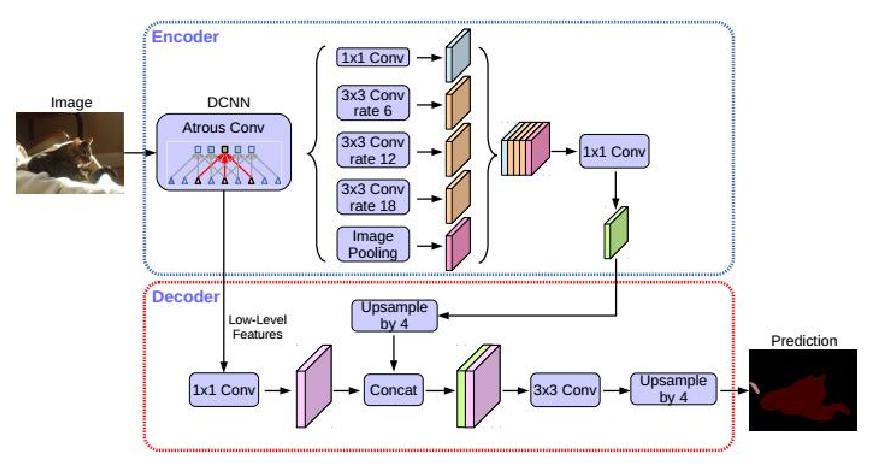 Encoder
Image
DCNN
Atrous Conv
1x1 Conv
3x3 Conv
rate 6
3x3 Conv
rate 12
3x3 Conv
rate 18
Image
Pooling
1x1 Conv
Decoder
Low-Level
Features
Upsample
by 4
1x1 Conv
Concat
3x3 Conv
Upsample
by 4
Prediction